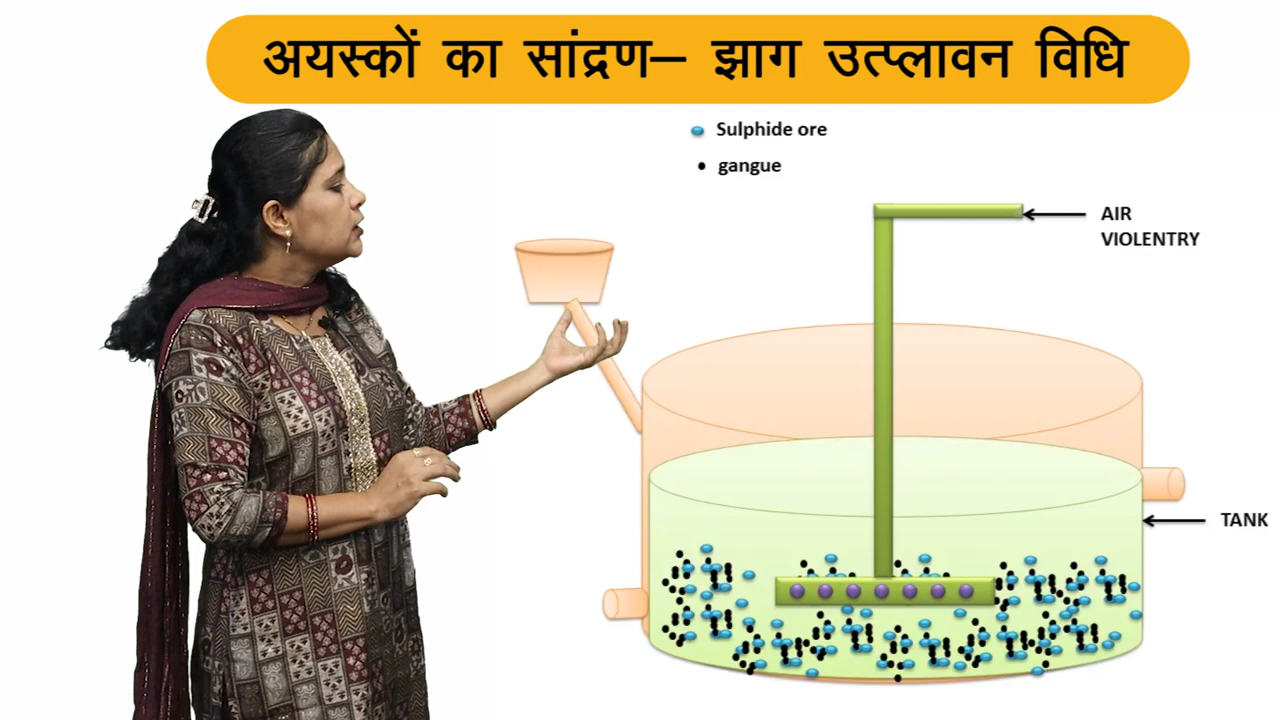 अयस्कों का सांद्रण– झाग उत्प्लावन विधि
Sulphide ore
gangue
AIR
VIOLENTRY
TANK